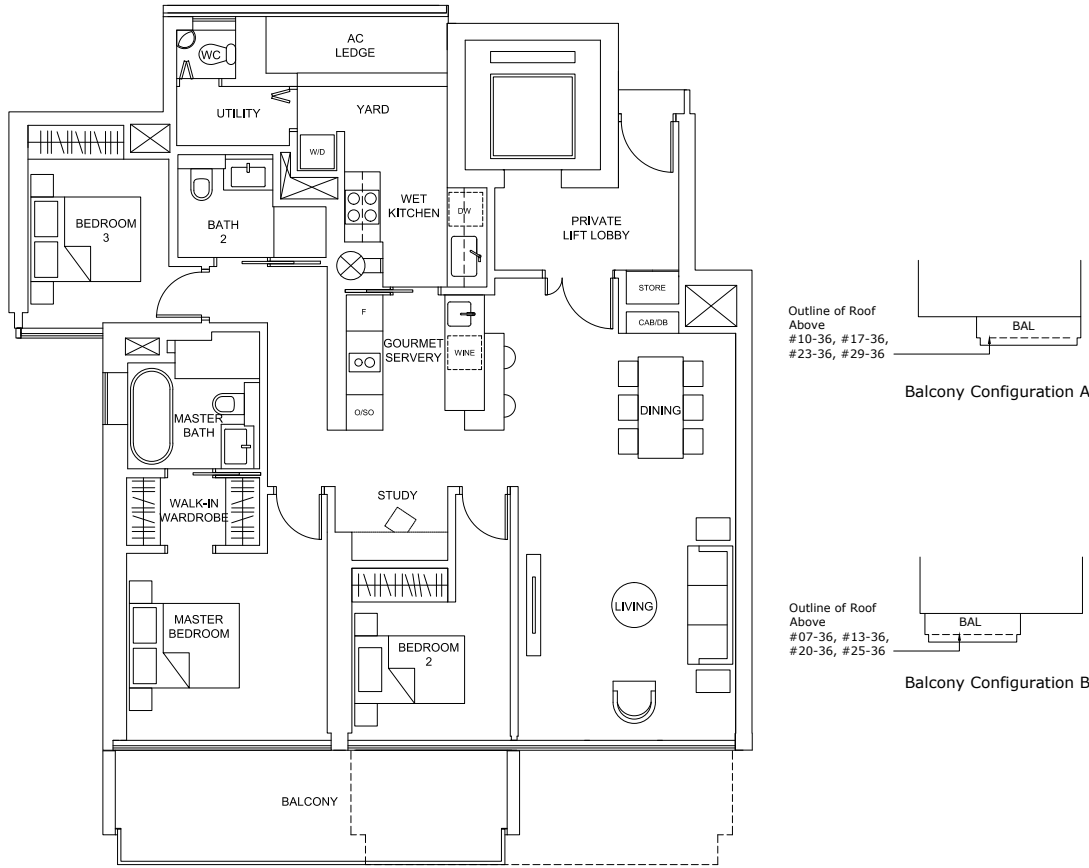 AC
LEDGE
WC
UTILITY
YARD
W/D
BEDROOM
3
BATH
2
WET
KITCHEN
DW
PRIVATE
LIFT LOBBY
STORE
CAB/DB
F
GOURMET
SERVERY
WINE
O/SO
DINING
MASTER
BATH
WALK-IN
WARDROBE
STUDY
LIVING
MASTER
BEDROOM
BEDROOM
2
BALCONY
Outline of Roof
Above
#10-36, #17-36,
#23-36, #29-36
BAL
Balcony Configuration A
Outline of Roof
Above
#07-36, #13-36,
#20-36, #25-36
BAL
Balcony Configuration B